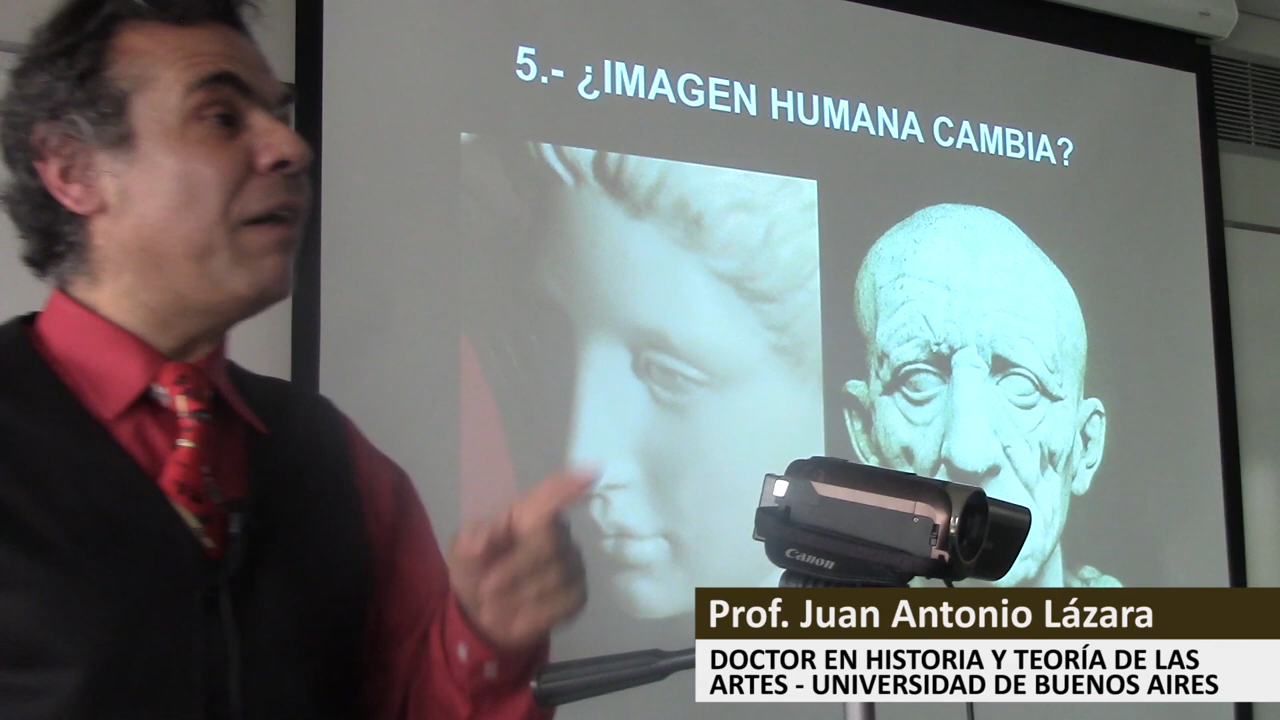 5.- ¿IMAGEN HUMANA CAMBIA?
Canon
Prof. Juan Antonio Lázara
DOCTOR EN HISTORIA Y TEORÍA DE LAS
ARTES - UNIVERSIDAD DE BUENOS AIRES